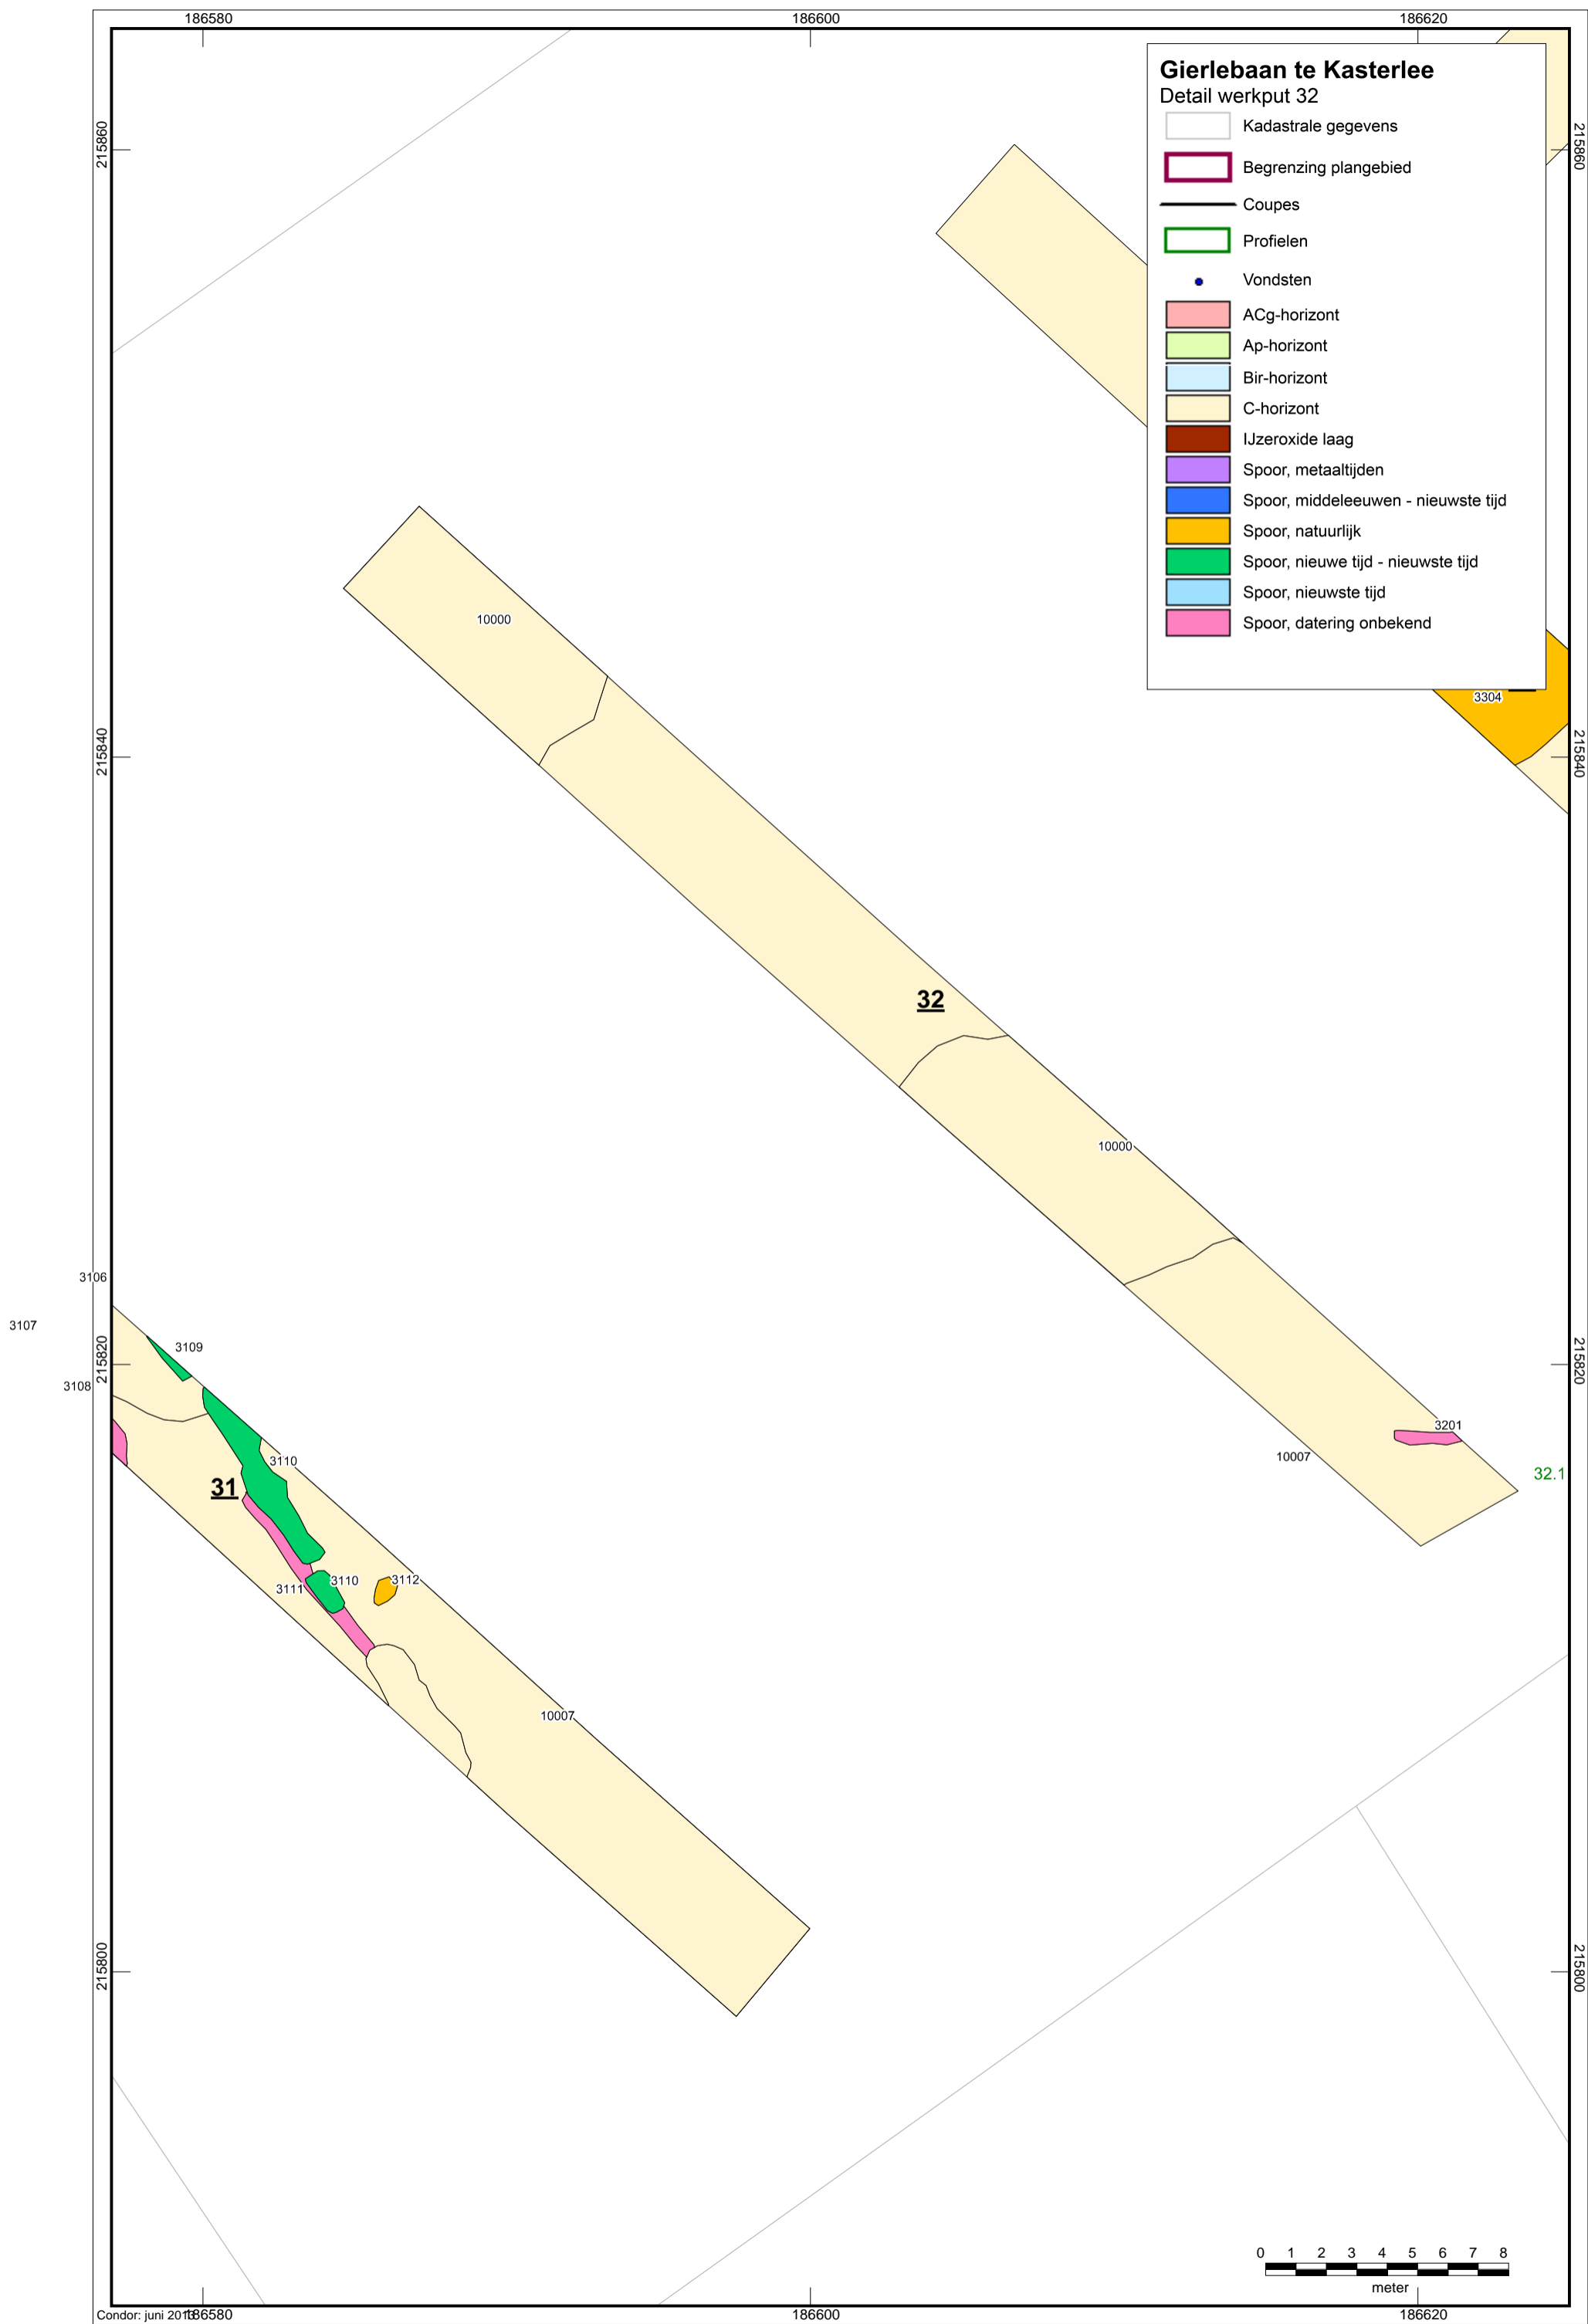 186580
186600
186620
215860
215860
Gierlebaan te Kasterlee
Detail werkput 32
Kadastrale gegevens
Begrenzing plangebied
Coupes
Profielen
Vondsten
ACg-horizont
Ap-horizont
Bir-horizont
C-horizont
IJzeroxide laag
Spoor, metaaltijden
Spoor, middeleeuwen - nieuwste tijd
Spoor, natuurlijk
Spoor, nieuwe tijd - nieuwste tijd
Spoor, nieuwste tijd
Spoor, datering onbekend
10000
3304
215840
215840
32
10000
3106
3107
3109
215820
215820
3108
3201
10007
3110
32.1
31
3110
3112
3111
10007
215800
215800
0 1 2 3 4 5 6 7 8
meter
Condor: juni
186580
186600
186620